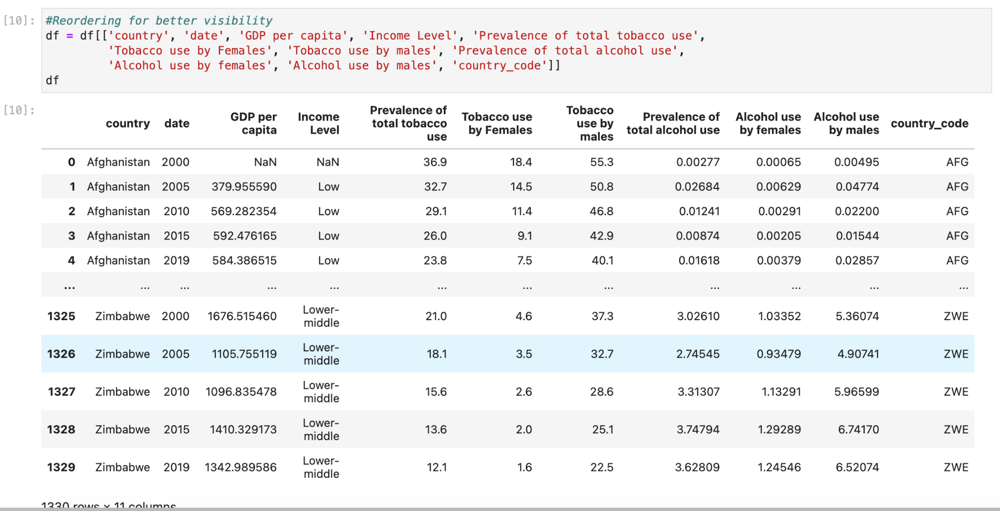 [10]: #Reordering for better visibility
df = df[['country', 'date', 'GDP per capita', 'Income Level', 'Prevalence of total tobacco use',
'Tobacco use by Females', 'Tobacco use by males', 'Prevalence of total alcohol use',
'Alcohol use by females', 'Alcohol use by males', 'country_code']]
df
[10]:
country date GDP per capita Income Level Prevalence of total tobacco use Tobacco use by Females Tobacco use by males Prevalence of total alcohol use Alcohol use by females Alcohol use by males country_code
0 Afghanistan 2000 NaN NaN 36.9 18.4 55.3 0.00277 0.00065 0.00495 AFG
1 Afghanistan 2005 379.955590 Low 32.7 14.5 50.8 0.02684 0.00629 0.04774 AFG
2 Afghanistan 2010 569.282354 Low 29.1 11.4 46.8 0.01241 0.00291 0.02200 AFG
3 Afghanistan 2015 592.476165 Low 26.0 9.1 42.9 0.00874 0.00205 0.01544 AFG
4 Afghanistan 2019 584.386515 Low 23.8 7.5 40.1 0.01618 0.00379 0.02857 AFG
... ... ... ... ... ... ... ... ... ... ... ...
1325 Zimbabwe 2000 1676.515460 Lower-middle 21.0 4.6 37.3 3.02610 1.03352 5.36074 ZWE
1326 Zimbabwe 2005 1105.755119 Lower-middle 18.1 3.5 32.7 2.74545 0.93479 4.90741 ZWE
1327 Zimbabwe 2010 1096.835478 Lower-middle 15.6 2.6 28.6 3.31307 1.13291 5.96599 ZWE
1328 Zimbabwe 2015 1410.329173 Lower-middle 13.6 2.0 25.1 3.74794 1.29289 6.74170 ZWE
1329 Zimbabwe 2019 1342.989586 Lower-middle 12.1 1.6 22.5 3.62809 1.24546 6.52074 ZWE
1330 rows × 11 columns